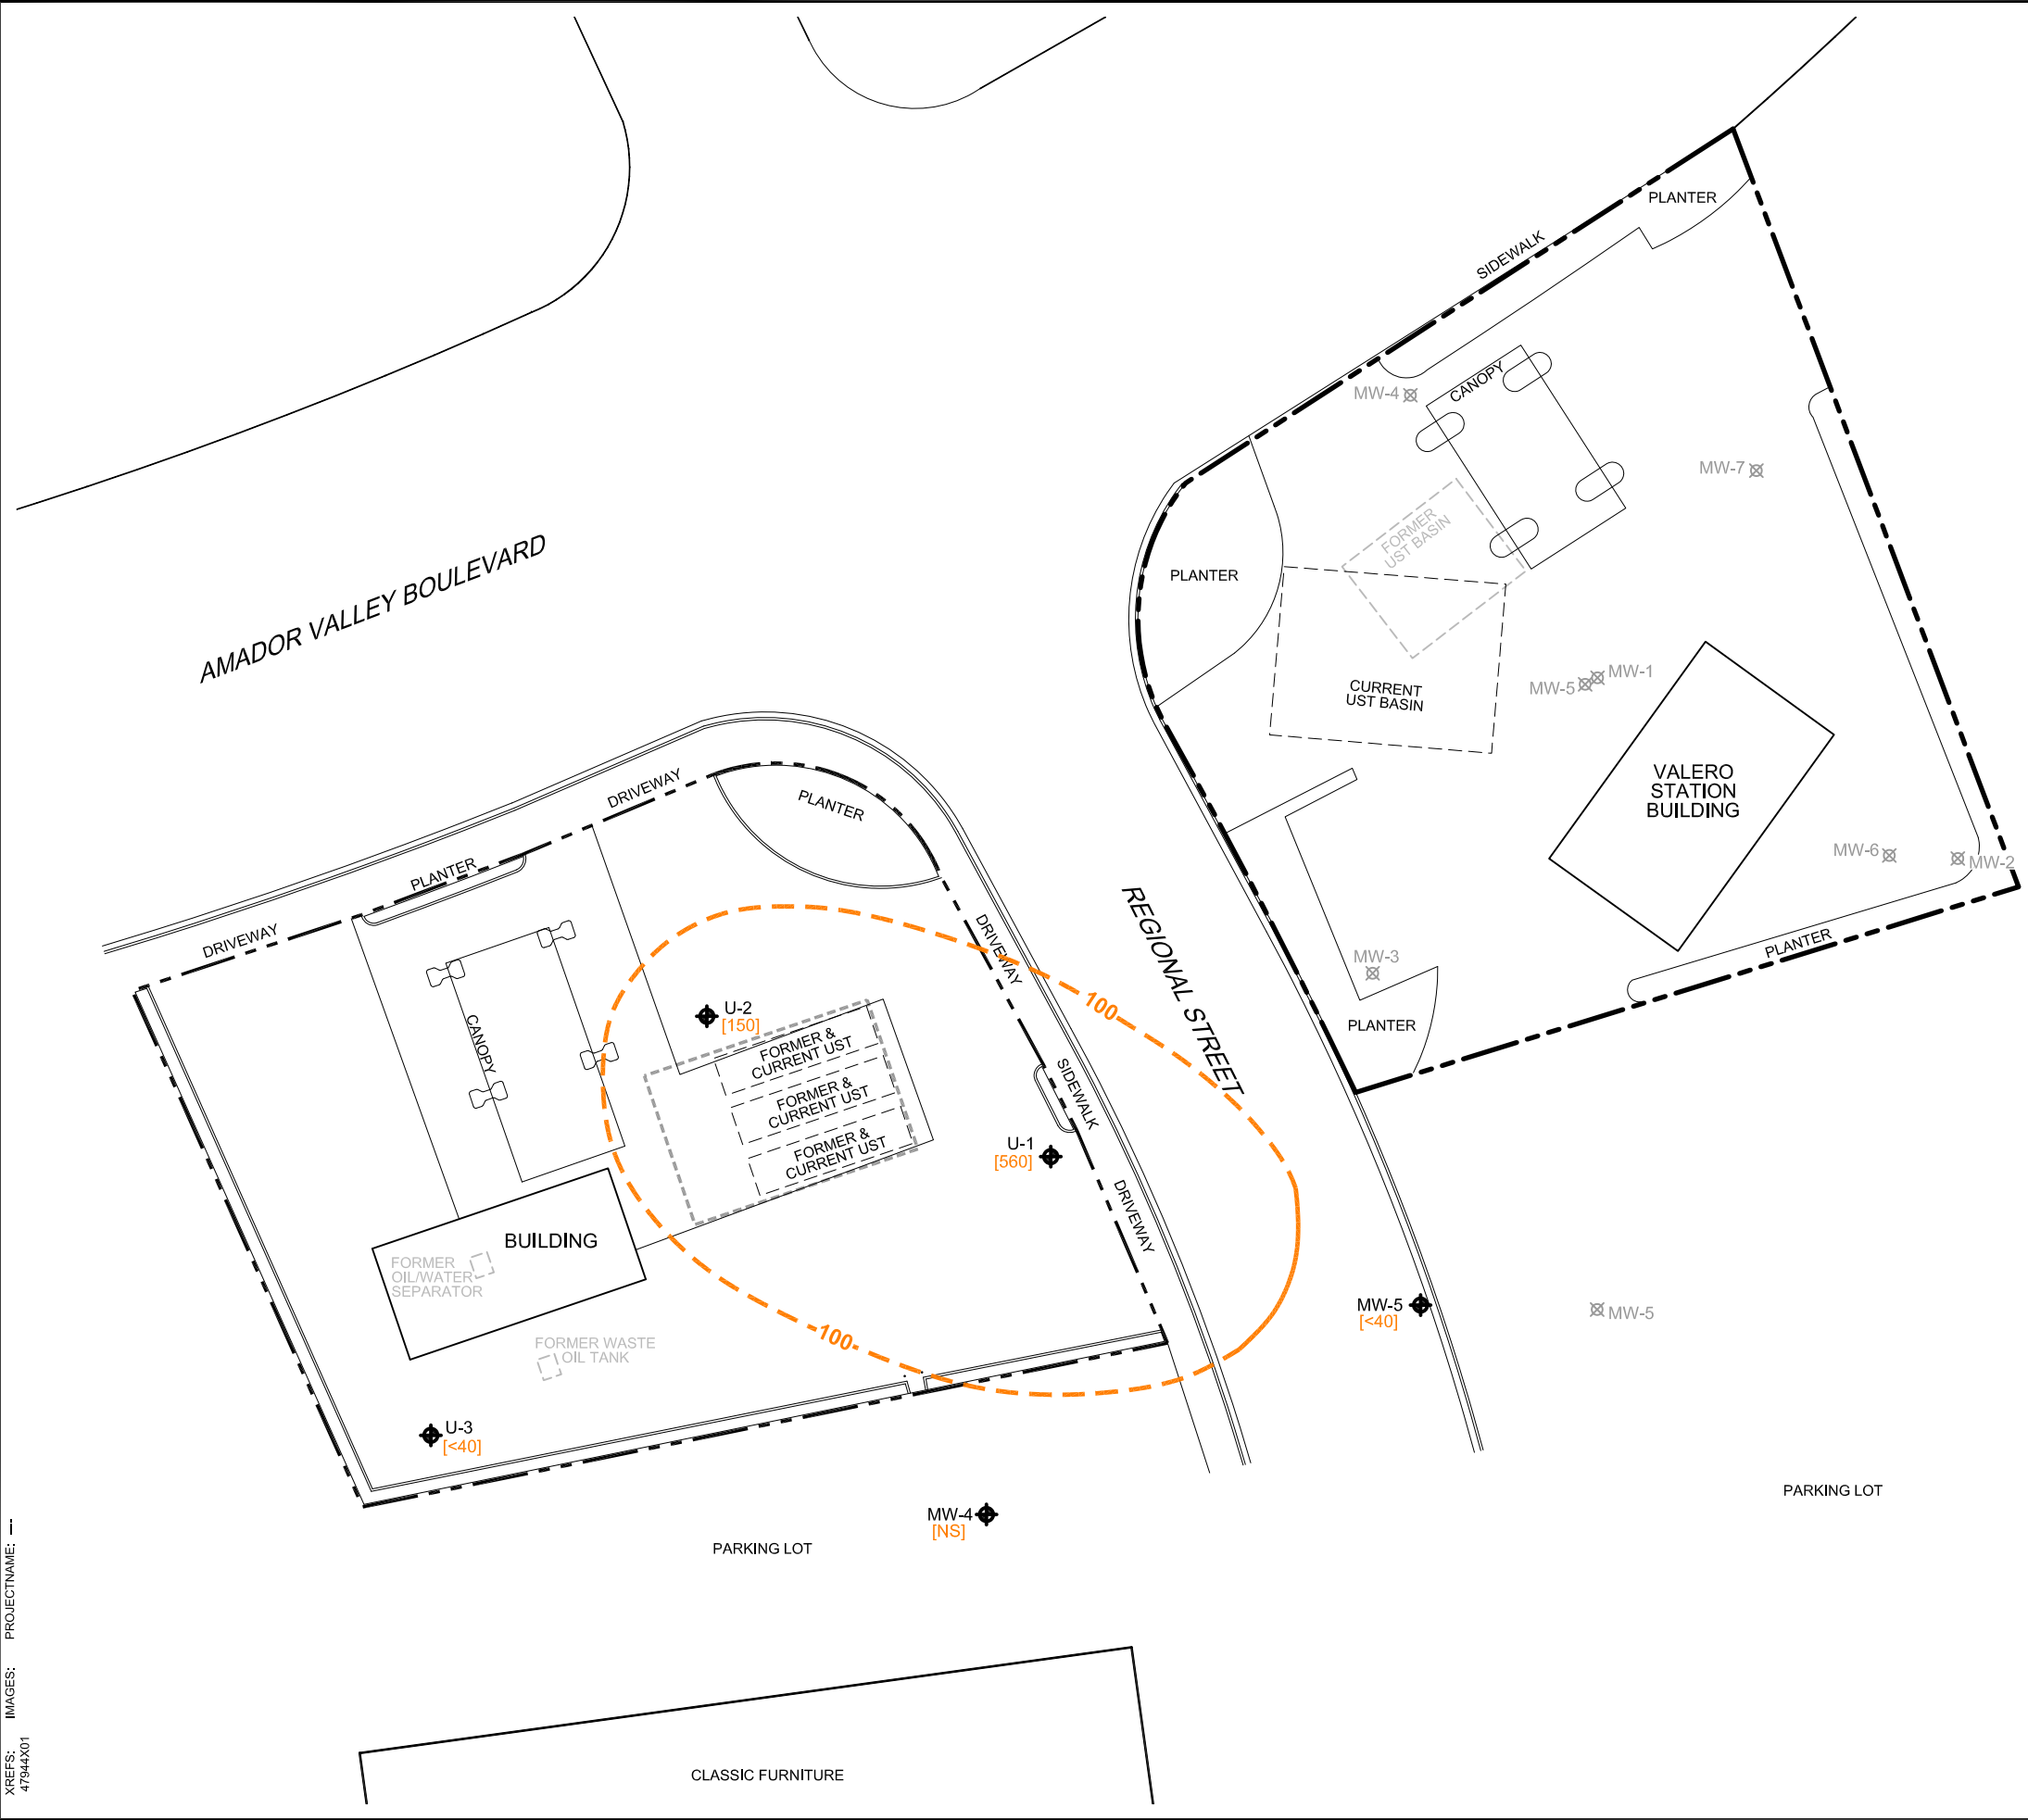 PLANTER
SIDEWALK
CANOPY
MW-4
MW-7
FORMER
UST BASIN
PLANTER
AMADOR VALLEY BOULEVARD
MW-1
MW-5
CURRENT
UST BASIN
VALERO
STATION
BUILDING
DRIVEWAY
PLANTER
MW-6
MW-2
PLANTER
DRIVEWAY
REGIONAL STREET
DRIVEWAY
PLANTER
MW-3
PLANTER
100
U-2
[150]
CANOPY
FORMER &
CURRENT UST
FORMER &
CURRENT UST
FORMER &
CURRENT UST
SIDEWALK
U-1
[560]
DRIVEWAY
BUILDING
FORMER
OIL/WATER
SEPARATOR
FORMER WASTE
OIL TANK
100
MW-5
[<40]
MW-5
U-3
[<40]
MW-4
[NS]
PARKING LOT
PARKING LOT
CLASSIC FURNITURE
XREFS: IMAGES: PROJECTNAME: ---
47944X01